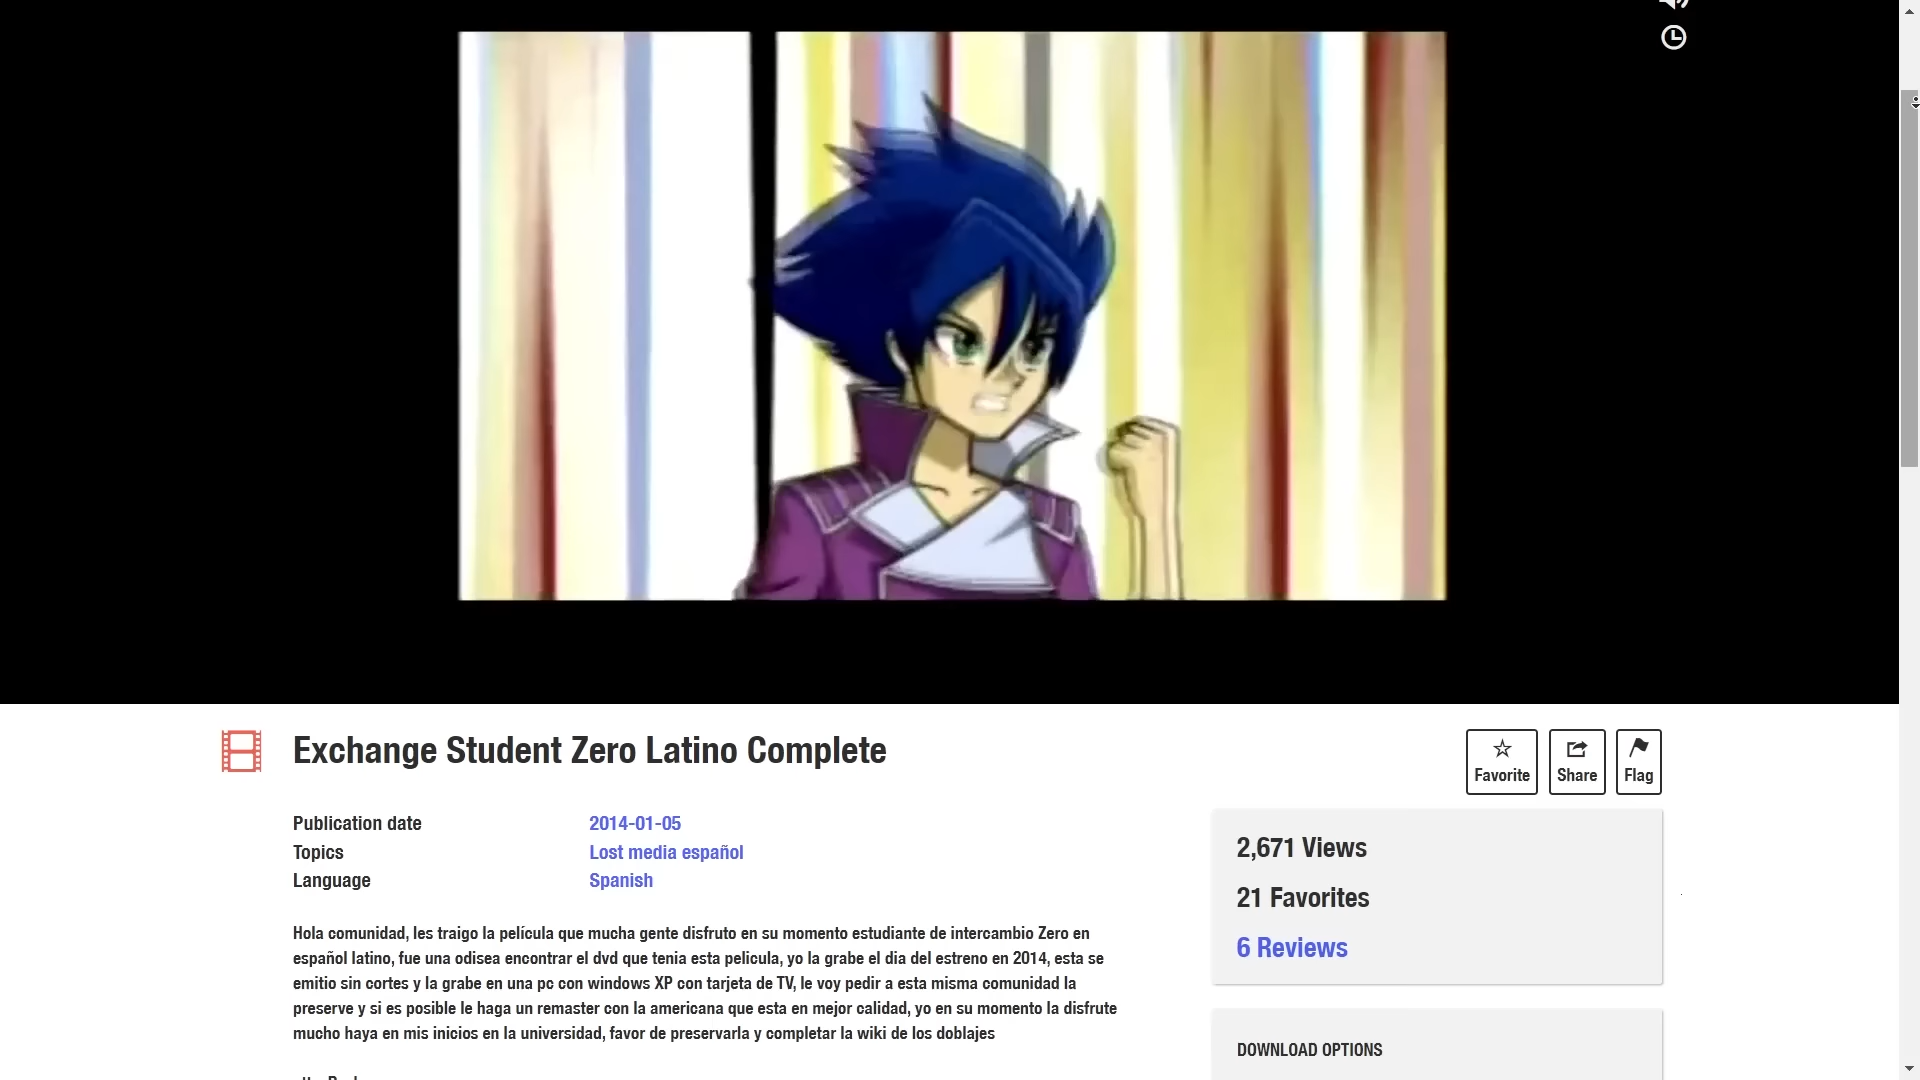 Exchange Student Zero Latino Complete
Favorite
Share
Flag
Publication date 2014-01-05
Topics Lost media español
Language Spanish
2,671 Views
21 Favorites
6 Reviews
Hola comunidad, les traigo la película que mucha gente disfruto en su momento estudiante de intercambio Zero en
español latino, fue una odisea encontrar el dvd que tenia esta pelicula, yo la grabe el dia del estreno en 2014, esta se
emitio sin cortes y la grabe en una pc con windows XP con tarjeta de TV, le voy pedir a esta misma comunidad la
preserve y si es posible le haga un remaster con la americana que esta en mejor calidad, yo en su momento la disfrute
mucho haya en mis inicios en la universidad, favor de preservarla y completar la wiki de los doblajes
DOWNLOAD OPTIONS